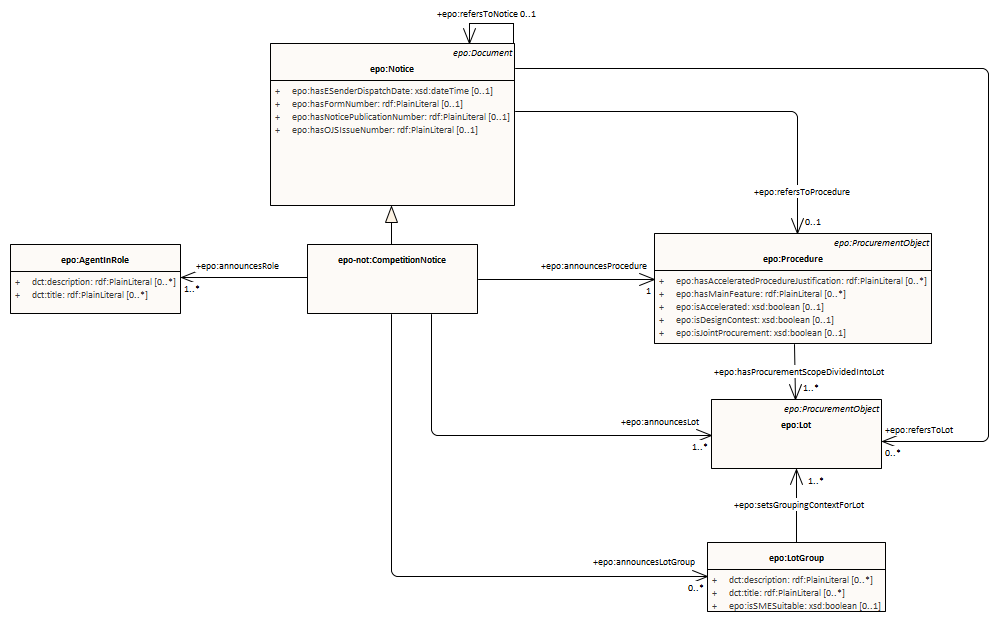 +epo:refersToNotice 0..1
epo:Document
epo:Notice
+ epo:hasESenderDispatchDate: xsd:dateTime [0..1]
+ epo:hasFormNumber: rdf:PlainLiteral [0..1]
+ epo:hasNoticePublicationNumber: rdf:PlainLiteral [0..1]
+ epo:hasOJSIssueNumber: rdf:PlainLiteral [0..1]
+epo:refersToProcedure
0..1
epo:AgentInRole
+ dct:description: rdf:PlainLiteral [0..*]
+ dct:title: rdf:PlainLiteral [0..*]
+epo:announcesRole
1..*
epo-not:CompetitionNotice
+epo:announcesProcedure
1
epo:ProcurementObject
epo:Procedure
+ epo:hasAcceleratedProcedureJustification: rdf:PlainLiteral [0..*]
+ epo:hasMainFeature: rdf:PlainLiteral [0..*]
+ epo:isAccelerated: xsd:boolean [0..1]
+ epo:isDesignContest: xsd:boolean [0..1]
+ epo:isJointProcurement: xsd:boolean [0..1]
+epo:hasProcurementScopeDividedIntoLot
1..*
epo:ProcurementObject
epo:Lot
+epo:announcesLot
1..*
+epo:refersToLot
0..*
1..*
+epo:setsGroupingContextForLot
+epo:announcesLotGroup
0..*
epo:LotGroup
+ dct:description: rdf:PlainLiteral [0..*]
+ dct:title: rdf:PlainLiteral [0..*]
+ epo:isSMESuitable: xsd:boolean [0..1]